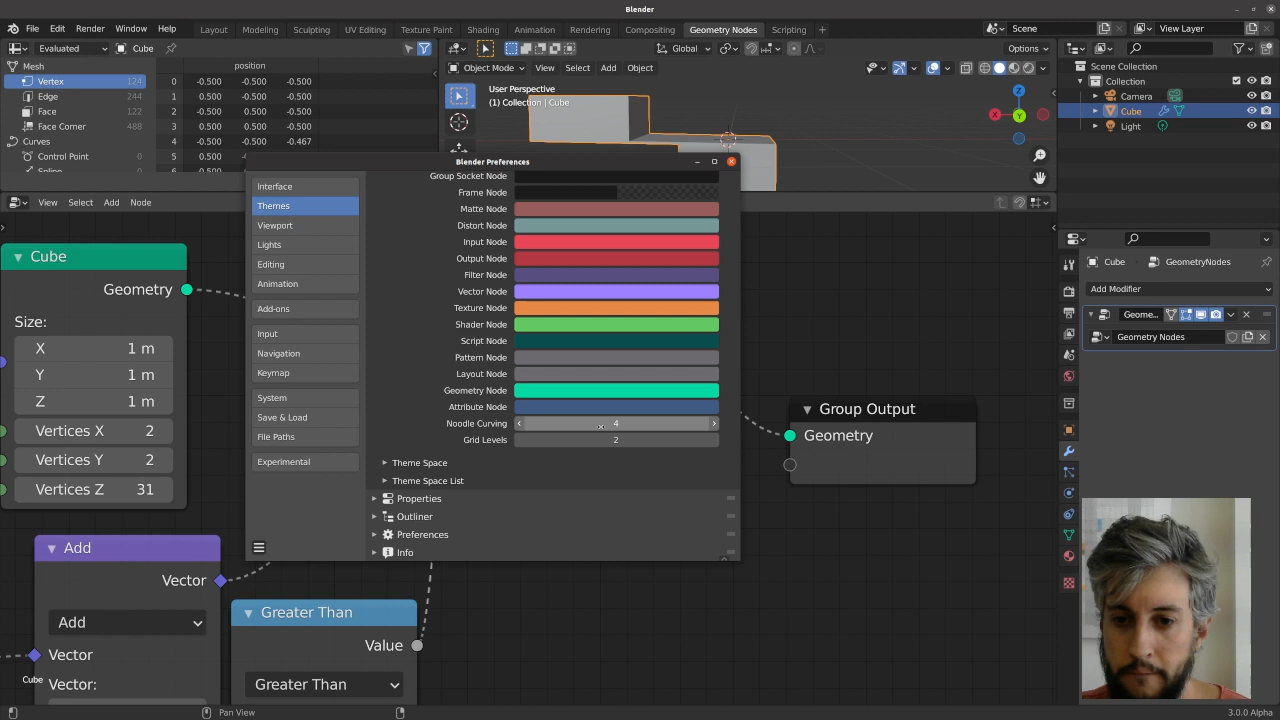 Blender
File Edit Render Window Help Layout Modeling Sculpting UV Editing Texture Paint Shading Animation Rendering Compositing Geometry Nodes Scripting + Scene View Layer
Evaluated Cube
Global
Options
Object Mode View Select Add Object
Mesh
position
Vertex 124
Edge 244
Face 122
Face Corner 488
Curves
Control Point
0 -0.500 -0.500 -0.500
1 0.500 -0.500 -0.500
2 -0.500 0.500 -0.500
3 0.500 0.500 -0.500
4 -0.500 -0.500 -0.467
5 0.500
User Perspective
(1) Collection | Cube
Z
X
Y
Scene Collection
Collection
Camera
Cube
Light
View Select Add Node
Blender Preferences
Interface
Themes
Viewport
Lights
Editing
Animation
Add-ons
Input
Navigation
Keymap
System
Save & Load
File Paths
Experimental
Group Socket Node
Frame Node
Matte Node
Distort Node
Input Node
Output Node
Filter Node
Vector Node
Texture Node
Shader Node
Script Node
Pattern Node
Layout Node
Geometry Node
Attribute Node
Noodle Curving 4
Grid Levels 2
Theme Space
Theme Space List
Properties
Outliner
Preferences
Info
Cube
Geometry
Size:
X 1 m
Y 1 m
Z 1 m
Vertices X 2
Vertices Y 2
Vertices Z 31
Add
Vector
Add
Vector
Vector:
Cube
Greater Than
Value
Greater Than
Group Output
Geometry
Cube GeometryNodes
Add Modifier
Geome...
Geometry Nodes
Pan View
3.0.0 Alpha